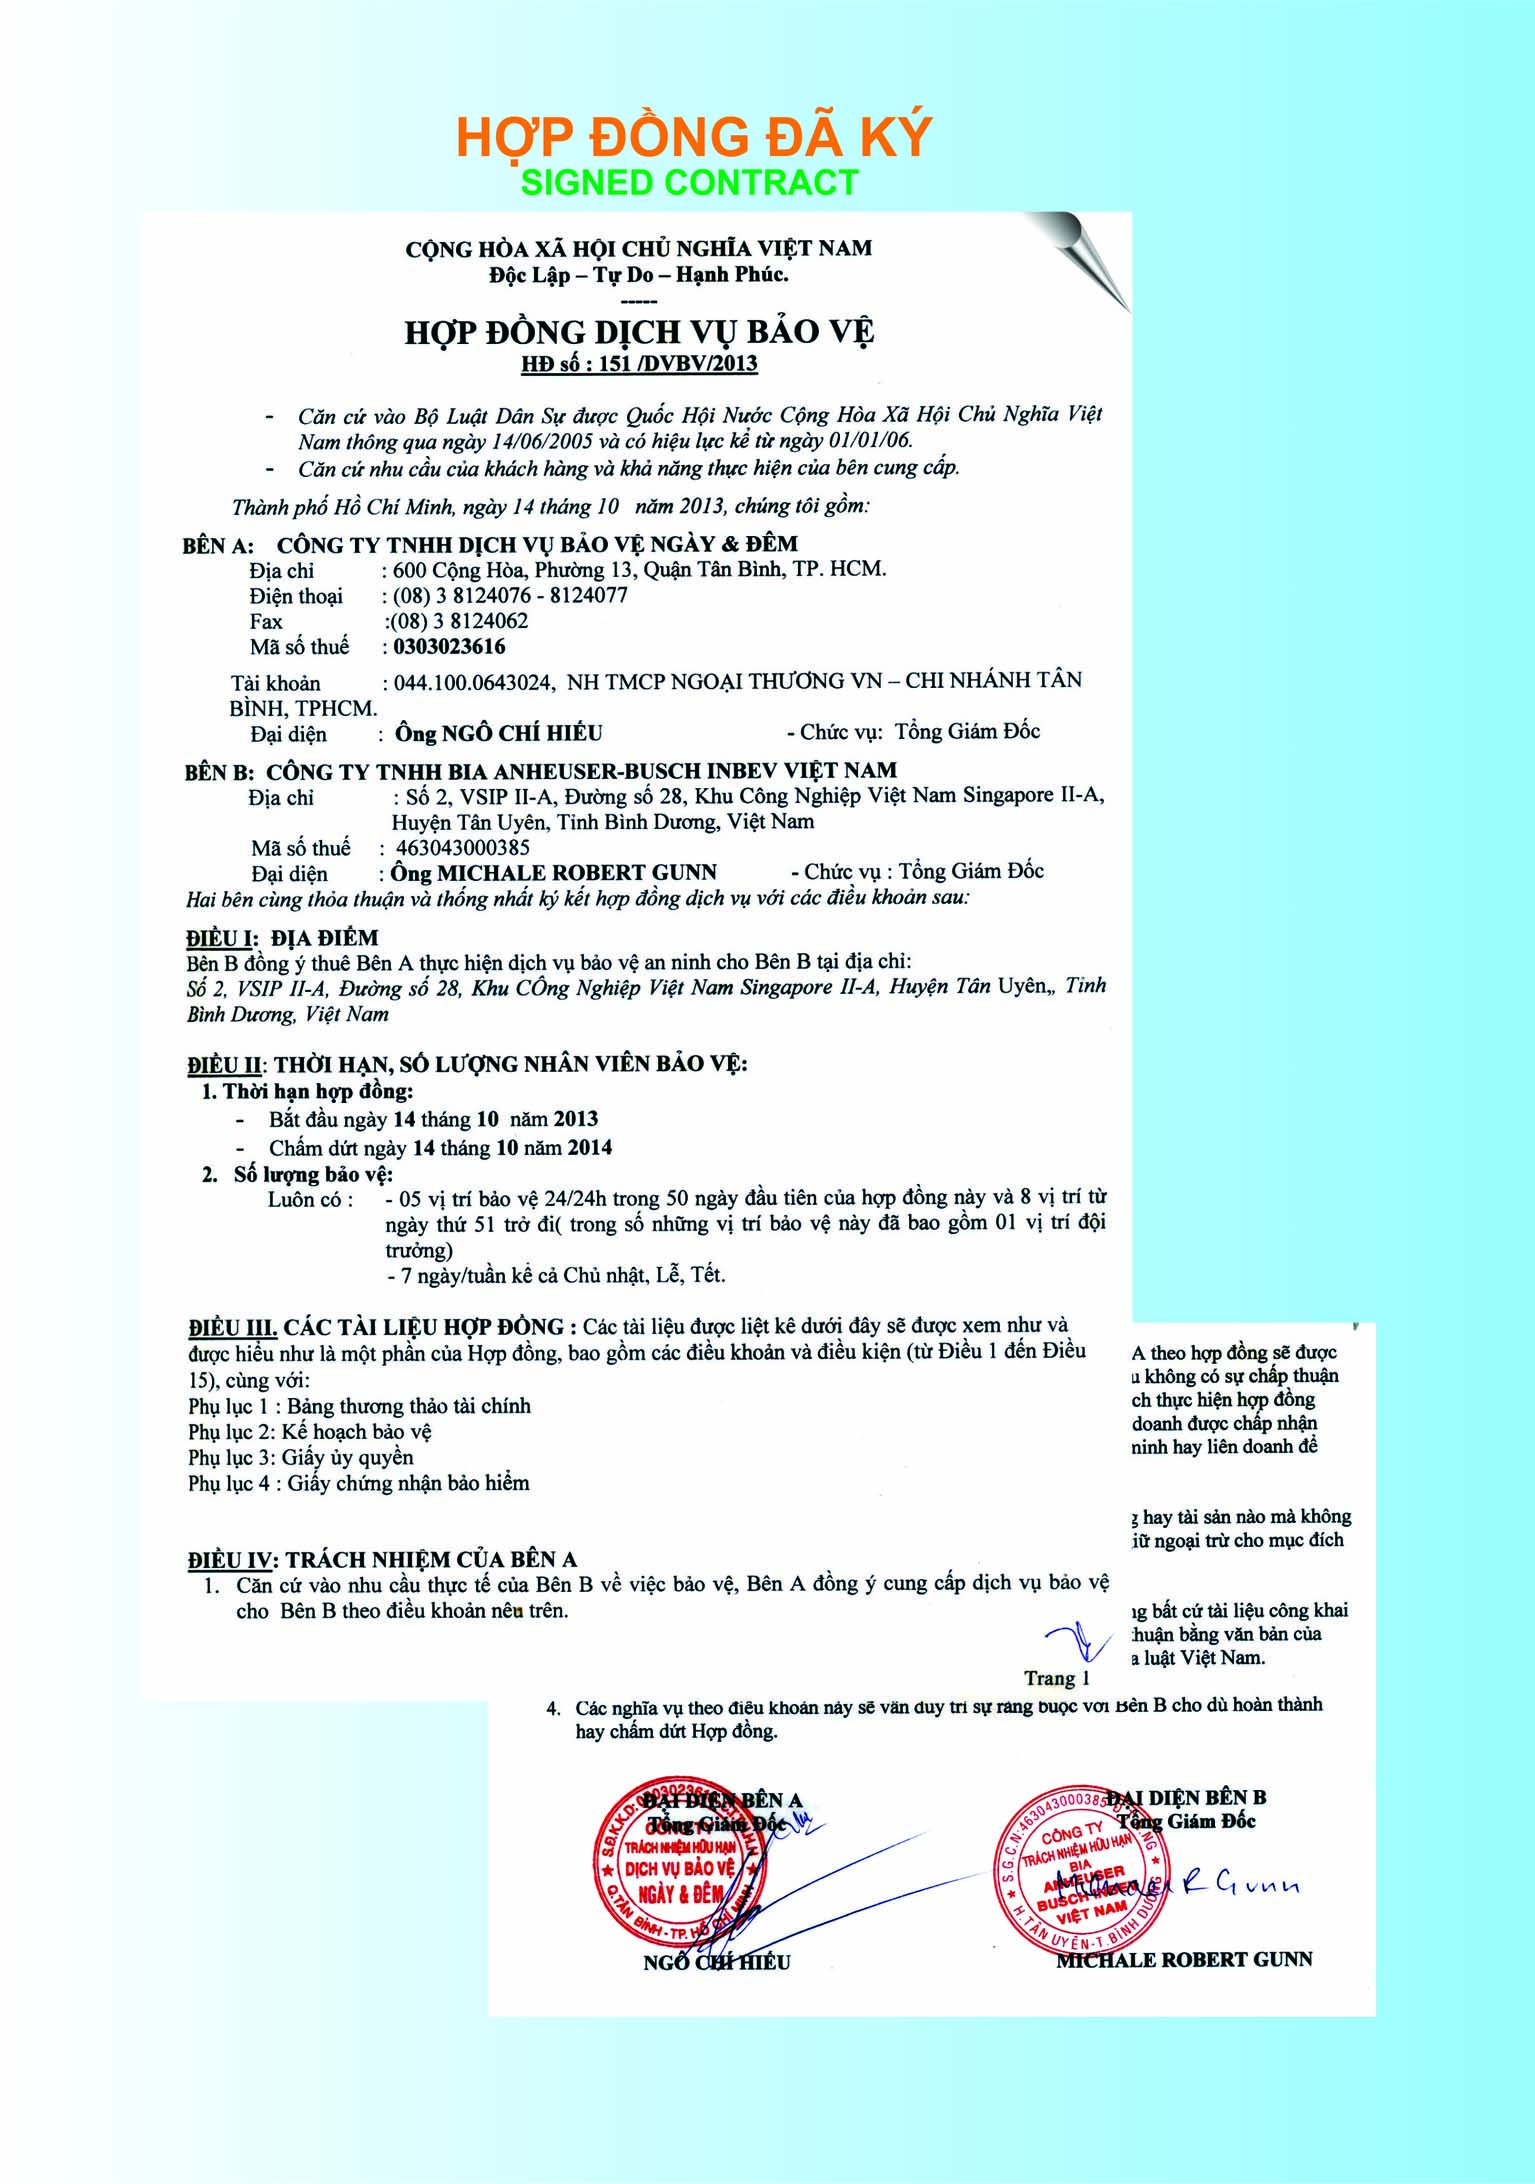 HỢP ĐỒNG ĐÃ KÝ
SIGNED CONTRACT
CỘNG HÒA XÃ HỘI CHỦ NGHĨA VIỆT NAM
Độc Lập – Tự Do – Hạnh Phúc.
-----
HỢP ĐỒNG DỊCH VỤ BẢO VỆ
HĐ số : 151 /DVBV/2013
- Căn cứ vào Bộ Luật Dân Sự được Quốc Hội Nước Cộng Hòa Xã Hội Chủ Nghĩa Việt
Nam thông qua ngày 14/06/2005 và có hiệu lực kể từ ngày 01/01/06.
- Căn cứ nhu cầu của khách hàng và khả năng thực hiện của bên cung cấp.
Thành phố Hồ Chí Minh, ngày 14 tháng 10 năm 2013, chúng tôi gồm:
BÊN A: CÔNG TY TNHH DỊCH VỤ BẢO VỆ NGÀY & ĐÊM
Địa chỉ : 600 Cộng Hòa, Phường 13, Quận Tân Bình, TP. HCM.
Điện thoại : (08) 3 8124076 - 8124077
Fax :(08) 3 8124062
Mã số thuế : 0303023616
Tài khoản : 044.100.0643024, NH TMCP NGOẠI THƯƠNG VN – CHI NHÁNH TÂN
BÌNH, TPHCM.
Đại diện : Ông NGÔ CHÍ HIẾU - Chức vụ: Tổng Giám Đốc
BÊN B: CÔNG TY TNHH BIA ANHEUSER-BUSCH INBEV VIỆT NAM
Địa chỉ : Số 2, VSIP II-A, Đường số 28, Khu Công Nghiệp Việt Nam Singapore II-A,
Huyện Tân Uyên, Tỉnh Bình Dương, Việt Nam
Mã số thuế : 463043000385
Đại diện : Ông MICHALE ROBERT GUNN - Chức vụ : Tổng Giám Đốc
Hai bên cùng thỏa thuận và thống nhất ký kết hợp đồng dịch vụ với các điều khoản sau:
ĐIỀU I: ĐỊA ĐIỂM
Bên B đồng ý thuê Bên A thực hiện dịch vụ bảo vệ an ninh cho Bên B tại địa chỉ:
Số 2, VSIP II-A, Đường số 28, Khu CÔng Nghiệp Việt Nam Singapore II-A, Huyện Tân Uyên,, Tỉnh
Bình Dương, Việt Nam
ĐIỀU II: THỜI HẠN, SỐ LƯỢNG NHÂN VIÊN BẢO VỆ:
1. Thời hạn hợp đồng:
- Bắt đầu ngày 14 tháng 10 năm 2013
- Chấm dứt ngày 14 tháng 10 năm 2014
2. Số lượng bảo vệ:
Luôn có : - 05 vị trí bảo vệ 24/24h trong 50 ngày đầu tiên của hợp đồng này và 8 vị trí từ
ngày thứ 51 trở đi( trong số những vị trí bảo vệ này đã bao gồm 01 vị trí đội
trưởng)
- 7 ngày/tuần kể cả Chủ nhật, Lễ, Tết.
ĐIỀU III. CÁC TÀI LIỆU HỢP ĐỒNG : Các tài liệu được liệt kê dưới đây sẽ được xem như và
được hiểu như là một phần của Hợp đồng, bao gồm các điều khoản và điều kiện (từ Điều 1 đến Điều
15), cùng với:
Phụ lục 1 : Bảng thương thảo tài chính
Phụ lục 2: Kế hoạch bảo vệ
Phụ lục 3: Giấy ủy quyền
Phụ lục 4 : Giấy chứng nhận bảo hiểm
ĐIỀU IV: TRÁCH NHIỆM CỦA BÊN A
1. Căn cứ vào nhu cầu thực tế của Bên B về việc bảo vệ, Bên A đồng ý cung cấp dịch vụ bảo vệ
cho Bên B theo điều khoản nêu trên.
Trang 1
A theo hợp đồng sẽ được
u không có sự chấp thuận
ch thực hiện hợp đồng
doanh được chấp nhận
ninh hay liên doanh để
g hay tài sản nào mà không
iữ ngoại trừ cho mục đích
ng bất cứ tài liệu công khai
thuận bằng văn bản của
a luật Việt Nam.
4. Các nghĩa vụ theo điều khoản này sẽ vẫn duy trì sự ràng buộc với Bên B cho dù hoàn thành
hay chấm dứt Hợp đồng.
ĐẠI DIỆN BÊN A
Tổng Giám Đốc
CÔNG TY
TRÁCH NHIỆM HỮU HẠN
DỊCH VỤ BẢO VỆ
NGÀY & ĐÊM
Q.TÂN BÌNH - TP. HỒ CHÍ MINH
NGÔ CHÍ HIẾU
ĐẠI DIỆN BÊN B
Tổng Giám Đốc
S.G.C.N:463043000385
CÔNG TY
TRÁCH NHIỆM HỮU HẠN
BIA
ANHEUSER
BUSCH INBEV
VIỆT NAM
H.TÂN UYÊN-T.BÌNH DƯƠNG
R Gunn
MICHALE ROBERT GUNN